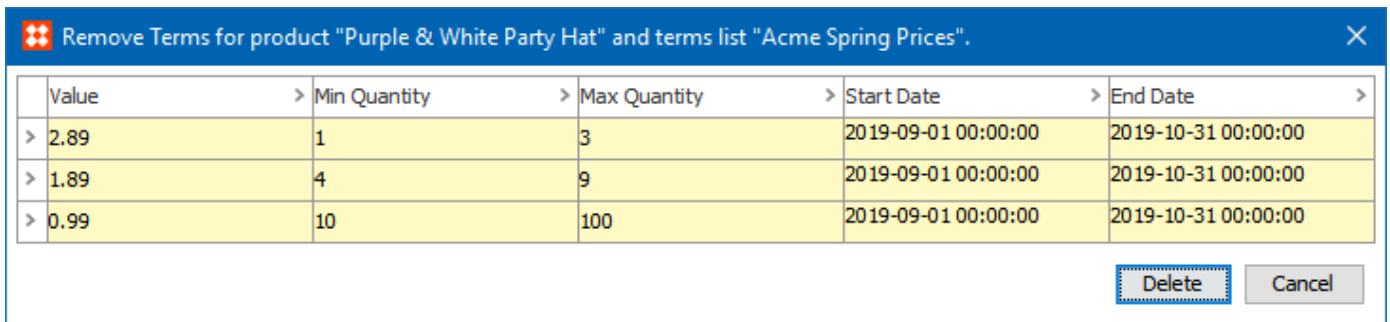 Remove Terms for product "Purple & White Party Hat" and terms list "Acme Spring Prices".
Value > Min Quantity > Max Quantity > Start Date > End Date >
> 2.89 1 3 2019-09-01 00:00:00 2019-10-31 00:00:00
> 1.89 4 9 2019-09-01 00:00:00 2019-10-31 00:00:00
> 0.99 10 100 2019-09-01 00:00:00 2019-10-31 00:00:00
Delete Cancel